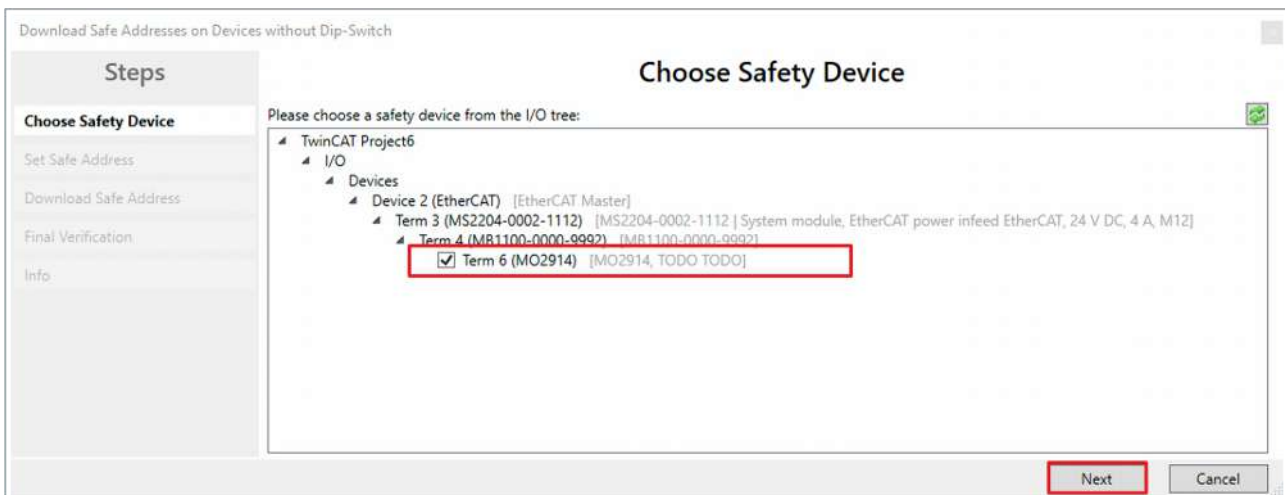 Download Safe Addresses on Devices without Dip-Switch
Steps
Choose Safety Device
Choose Safety Device
Set Safe Address
Download Safe Address
Final Verification
Info
Please choose a safety device from the I/O tree:
TwinCAT Project6
I/O
Devices
Device 2 (EtherCAT) [EtherCAT Master]
Term 3 (MS2204-0002-1112) [MS2204-0002-1112 | System module, EtherCAT power infeed EtherCAT, 24 V DC, 4 A, M12]
Term 4 (MB1100-0000-9992) [MB1100-0000-9992]
Term 6 (MO2914) [MO2914, TODO TODO]
Next
Cancel